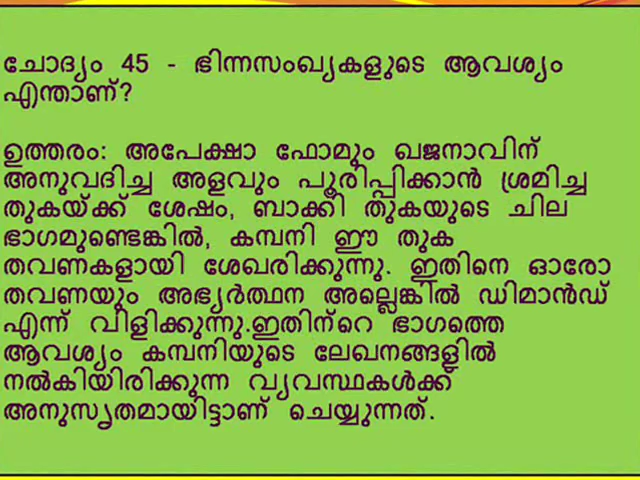 ചോദ്യം 45 - ഭിന്നസംഖ്യകളുടെ ആവശ്യം
എന്താണ്?
ഉത്തരം: അപേക്ഷാ ഫോമും ഖജനാവിന്
അനുവദിച്ച അളവും പൂരിപ്പിക്കാൻ ശ്രമിച്ച
തുകയ്ക്ക് ശേഷം, ബാക്കി തുകയുടെ ചില
ഭാഗമുണ്ടെങ്കിൽ, കമ്പനി ഈ തുക
തവണകളായി ശേഖരിക്കുന്നു. ഇതിനെ ഓരോ
തവണയും അഭ്യർത്ഥന അല്ലെങ്കിൽ ഡിമാൻഡ്
എന്ന് വിളിക്കുന്നു.ഇതിന്റെ ഭാഗത്തെ
ആവശ്യം കമ്പനിയുടെ ലേഖനങ്ങളിൽ
നൽകിയിരിക്കുന്ന വ്യവസ്ഥകൾക്ക്
അനുസൃതമായിട്ടാണ് ചെയ്യുന്നത്.